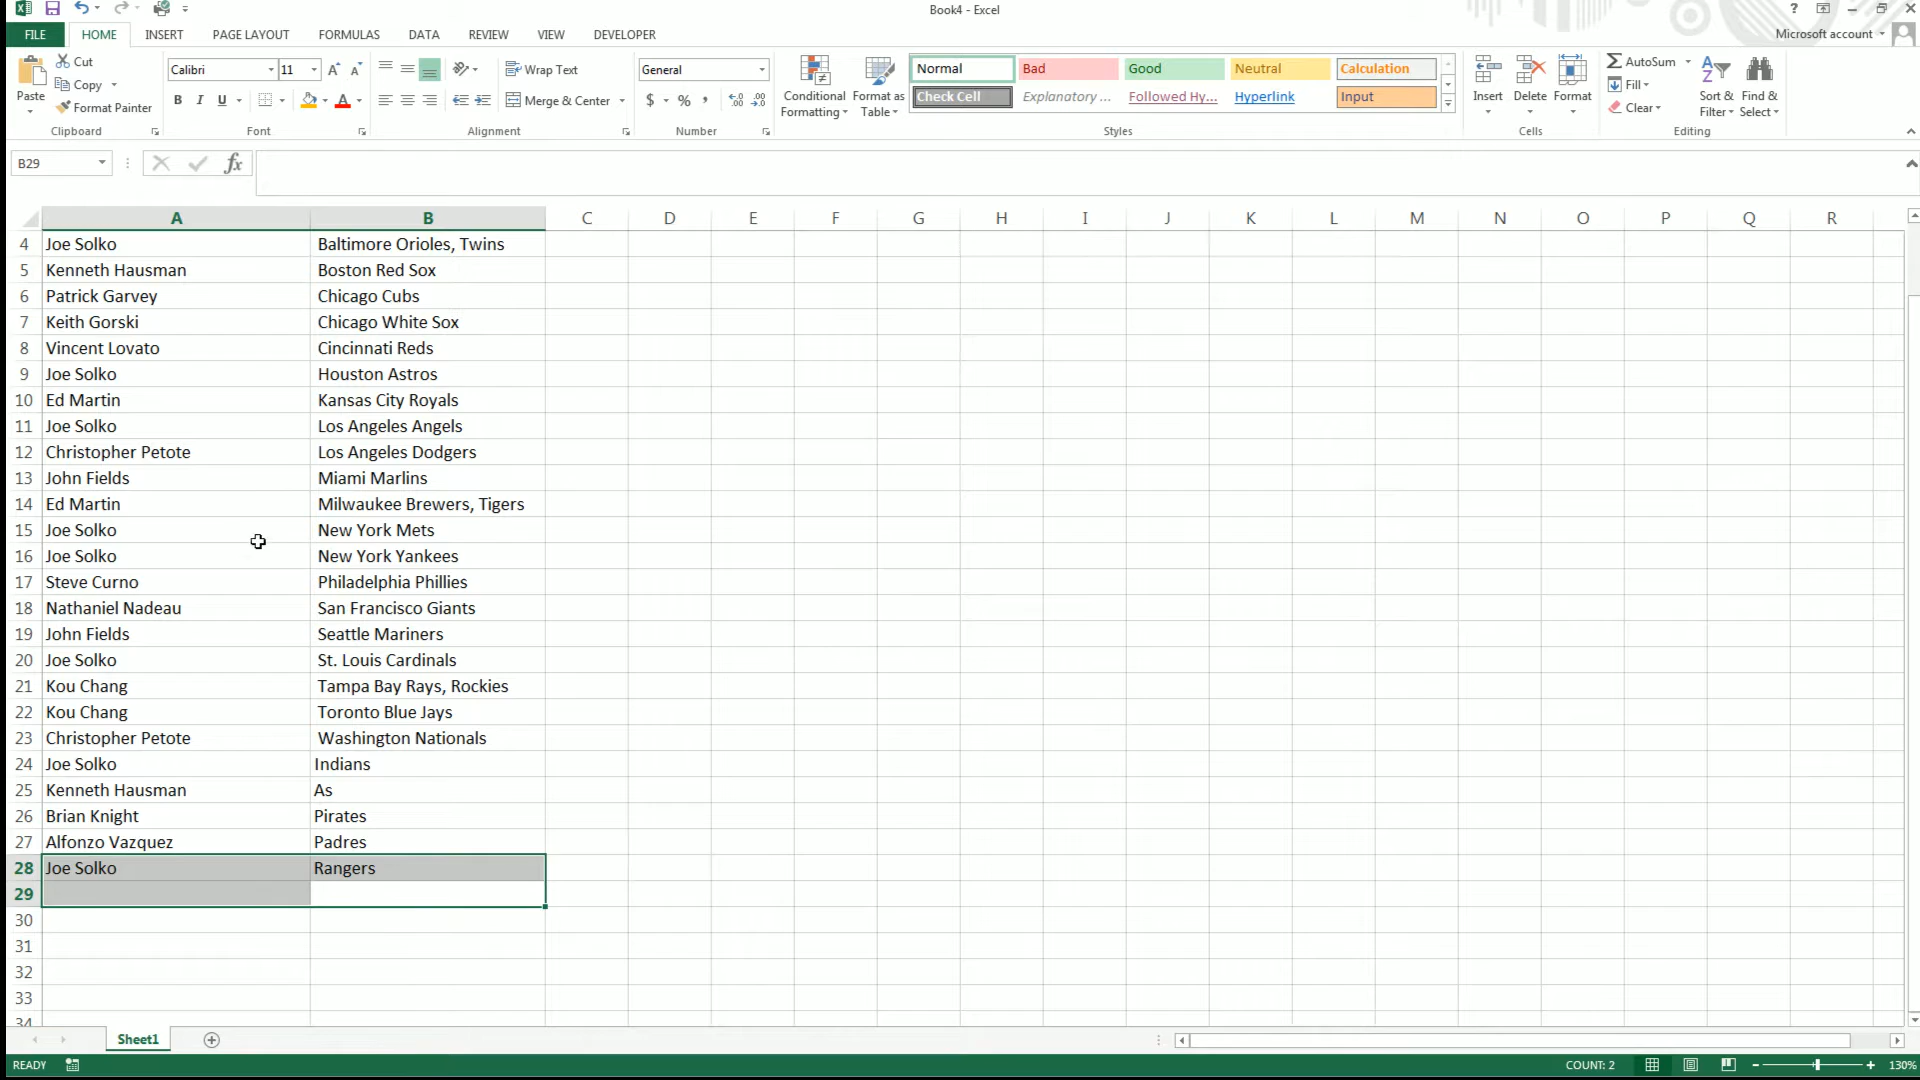 Book4 - Excel
?
FILE HOME INSERT PAGE LAYOUT FORMULAS DATA REVIEW VIEW DEVELOPER Microsoft account
Paste
Cut
Copy
Format Painter
Clipboard
Calibri 11 A A
B I U A
Font
Wrap Text
Merge & Center
Alignment
General
$ % ,
Number
Conditional Formatting
Format as Table
Normal Bad Good Neutral Calculation
Check Cell Explanatory ... Followed Hy... Hyperlink Input
Styles
Insert Delete Format
Cells
AutoSum
Fill
Clear
Sort & Filter
Find & Select
Editing
B29 fx
A B C D E F G H I J K L M N O P Q R
4 Joe Solko Baltimore Orioles, Twins
5 Kenneth Hausman Boston Red Sox
6 Patrick Garvey Chicago Cubs
7 Keith Gorski Chicago White Sox
8 Vincent Lovato Cincinnati Reds
9 Joe Solko Houston Astros
10 Ed Martin Kansas City Royals
11 Joe Solko Los Angeles Angels
12 Christopher Petote Los Angeles Dodgers
13 John Fields Miami Marlins
14 Ed Martin Milwaukee Brewers, Tigers
15 Joe Solko New York Mets
16 Joe Solko New York Yankees
17 Steve Curno Philadelphia Phillies
18 Nathaniel Nadeau San Francisco Giants
19 John Fields Seattle Mariners
20 Joe Solko St. Louis Cardinals
21 Kou Chang Tampa Bay Rays, Rockies
22 Kou Chang Toronto Blue Jays
23 Christopher Petote Washington Nationals
24 Joe Solko Indians
25 Kenneth Hausman As
26 Brian Knight Pirates
27 Alfonzo Vazquez Padres
28 Joe Solko Rangers
29
30
31
32
33
34
Sheet1
READY COUNT: 2 130%